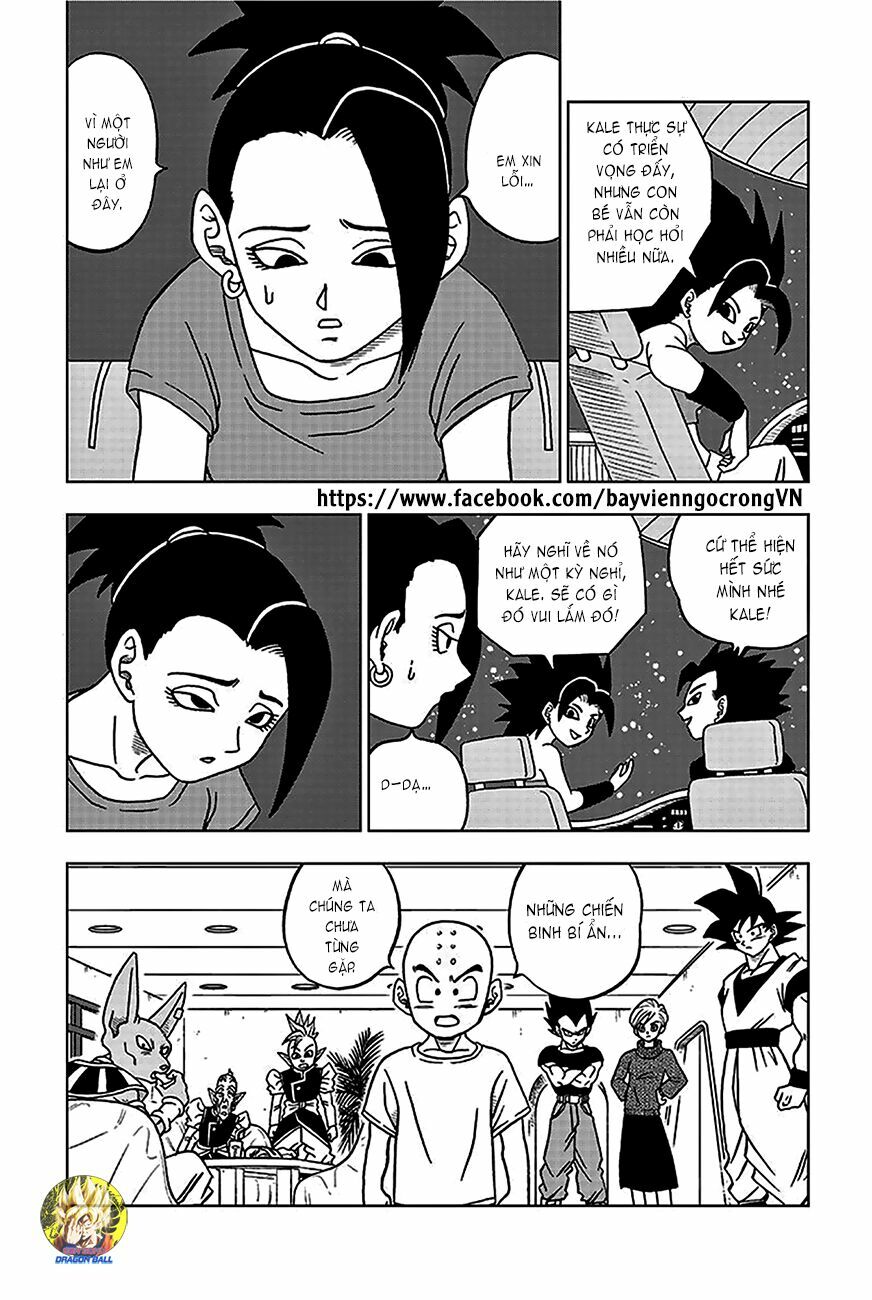 KALE THỰC SỰ
CÓ TRIỂN
VỌNG ĐẤY,
NHƯNG CON
BÉ VẪN CÒN
PHẢI HỌC HỎI
NHIỀU NỮA.
EM XIN
LỖI...
VÌ MỘT
NGƯỜI
NHƯ EM
LẠI Ở
ĐÂY.
https://www.facebook.com/bayvienngocrongVN
CỨ THỂ HIỆN
HẾT SỨC
MÌNH NHÉ
KALE!
HÃY NGHĨ VỀ NÓ
NHƯ MỘT KỲ NGHỈ,
KALE. SẼ CÓ GÌ
ĐÓ VUI LẮM ĐÓ!
D-DẠ...
NHỮNG CHIẾN
BINH BÍ ẨN...
MÀ
CHÚNG TA
CHƯA
TỪNG
GẶP.
DRAGON BALL